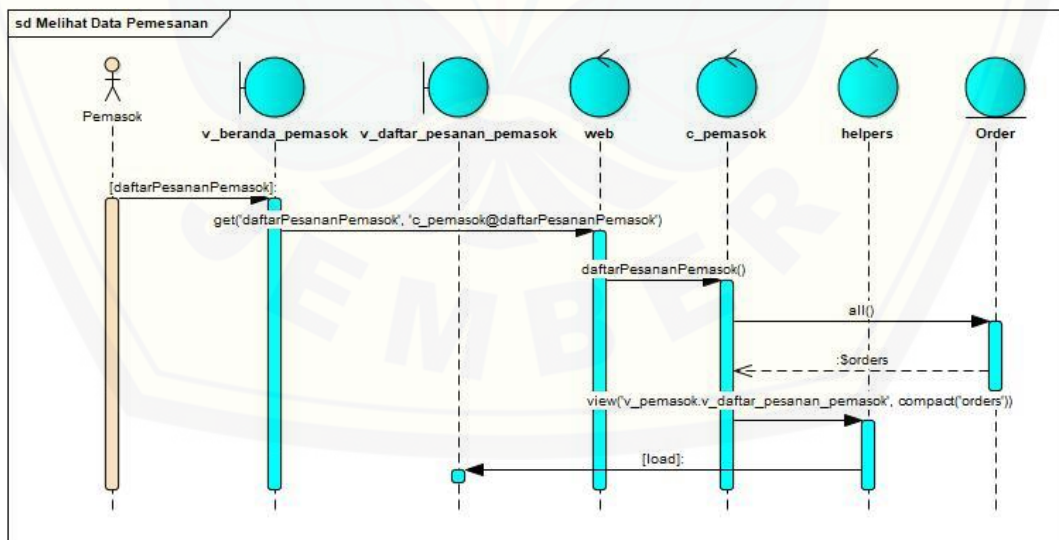 sd Melihat Data Pemesanan
Pemasok
v_beranda_pemasok
v_daftar_pesanan_pemasok
web
c_pemasok
helpers
Order
[daftarPesananPemasok]:
get('daftarPesananPemasok', 'c_pemasok@daftarPesananPemasok')
daftarPesananPemasok()
all()
:$orders
view('v_pemasok.v_daftar_pesanan_pemasok', compact('orders'))
[load]:
JEMBER